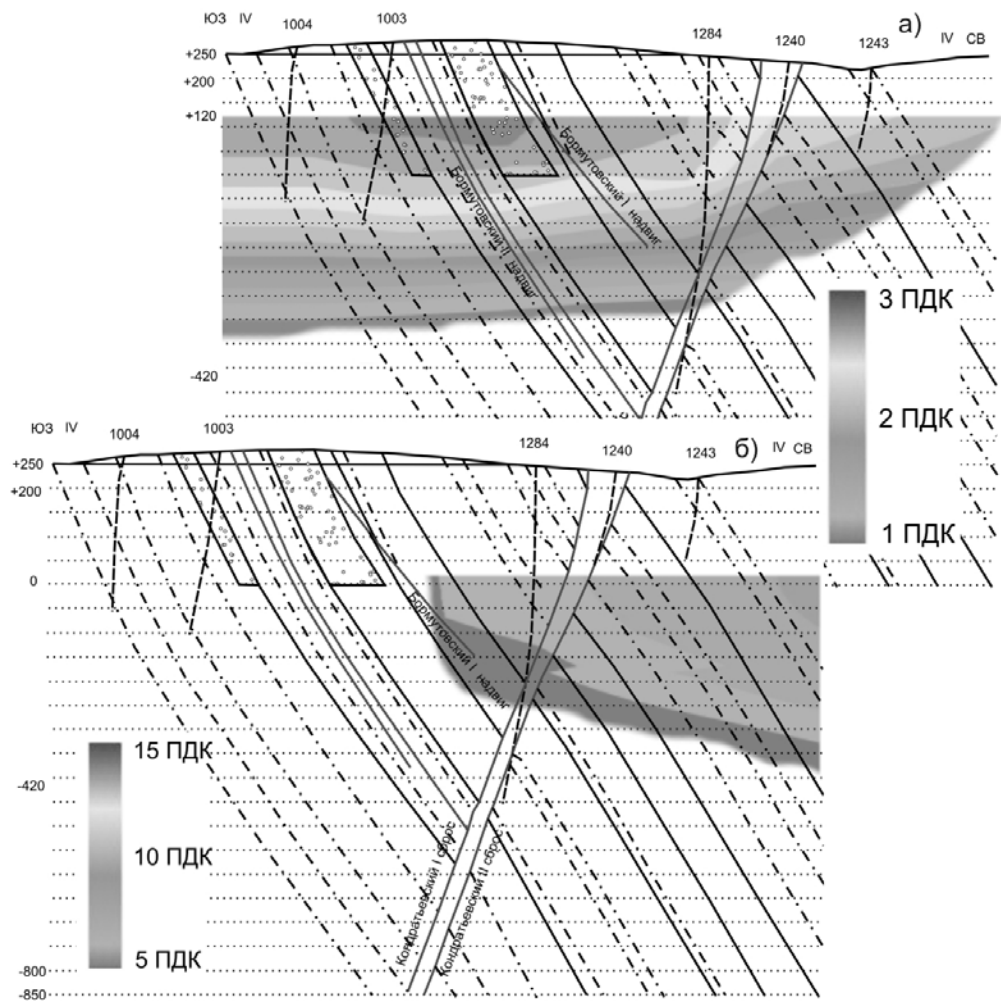 ЮЗ IV
1004
1003
а)
1284
1240
1243
IV СВ
+250
+200
+120
-420
Бормутовский II надвиг
Бормутовский I надвиг
3 ПДК
2 ПДК
1 ПДК
ЮЗ IV
1004
1003
б)
1284
1240
1243
IV СВ
+250
+200
0
-420
-800
-850
Бормутовский I надвиг
Кондратьевский I сброс
Кондратьевский II сброс
15 ПДК
10 ПДК
5 ПДК